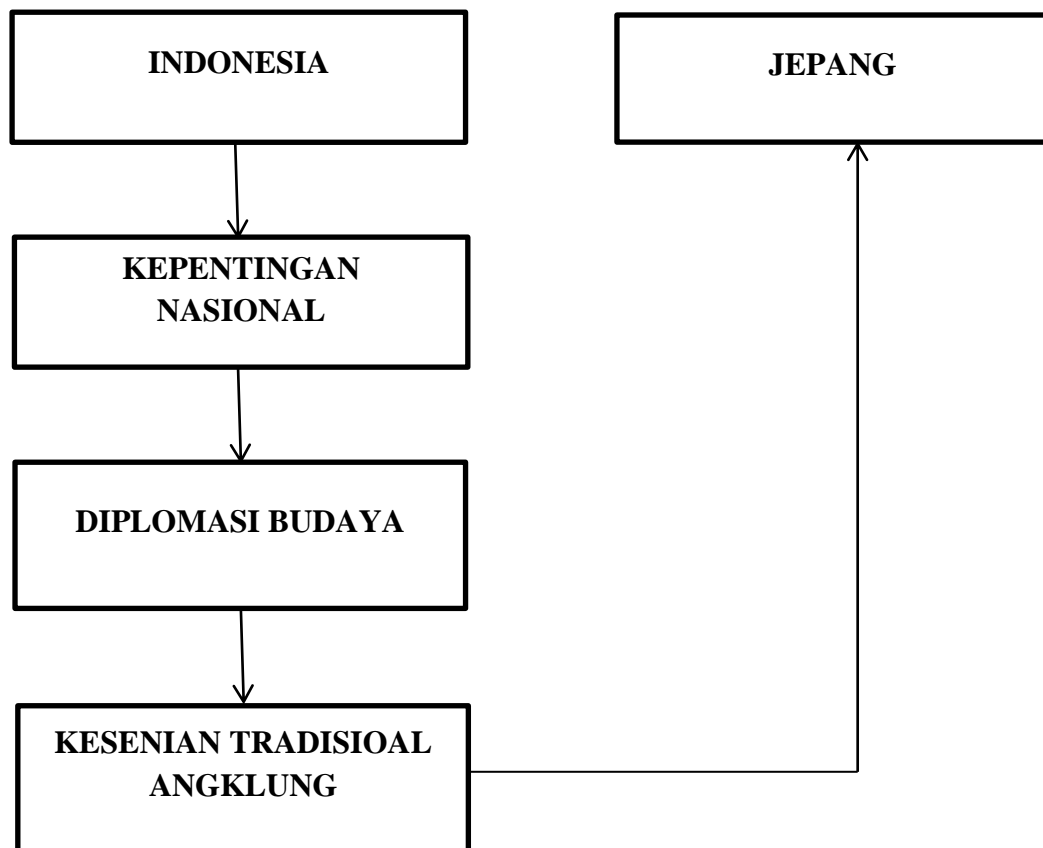 INDONESIA
JEPANG
KEPENTINGAN
NASIONAL
DIPLOMASI BUDAYA
KESENIAN TRADISIOAL
ANGKLUNG